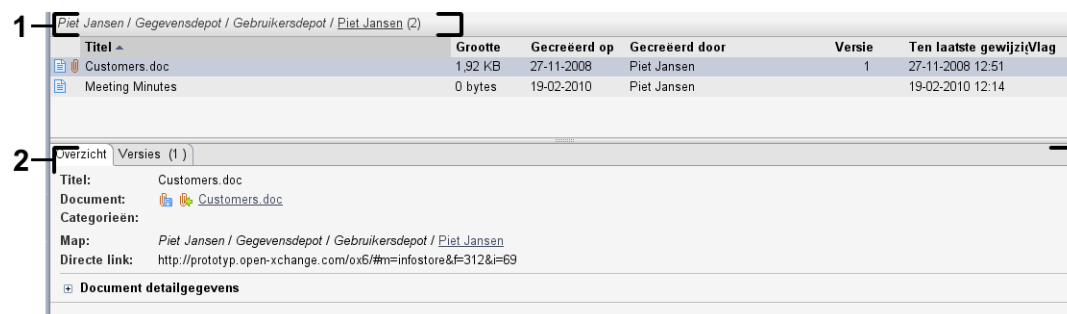 1 Piet Jansen / Gegevensdepot / Gebruikersdepot / Piet Jansen (2)
Titel Grootte Gecreëerd op Gecreëerd door Versie Ten laatste gewijzig Vlag
Customers.doc 1,92 KB 27-11-2008 Piet Jansen 1 27-11-2008 12:51
Meeting Minutes 0 bytes 19-02-2010 Piet Jansen 19-02-2010 12:14
2 Overzicht Versies (1)
Titel: Customers.doc
Document: Customers.doc
Categorieën:
Map: Piet Jansen / Gegevensdepot / Gebruikersdepot / Piet Jansen
Directe link: http://prototyp.open-xchange.com/ox6/#m=infostore&f=312&i=69
Document detailgegevens